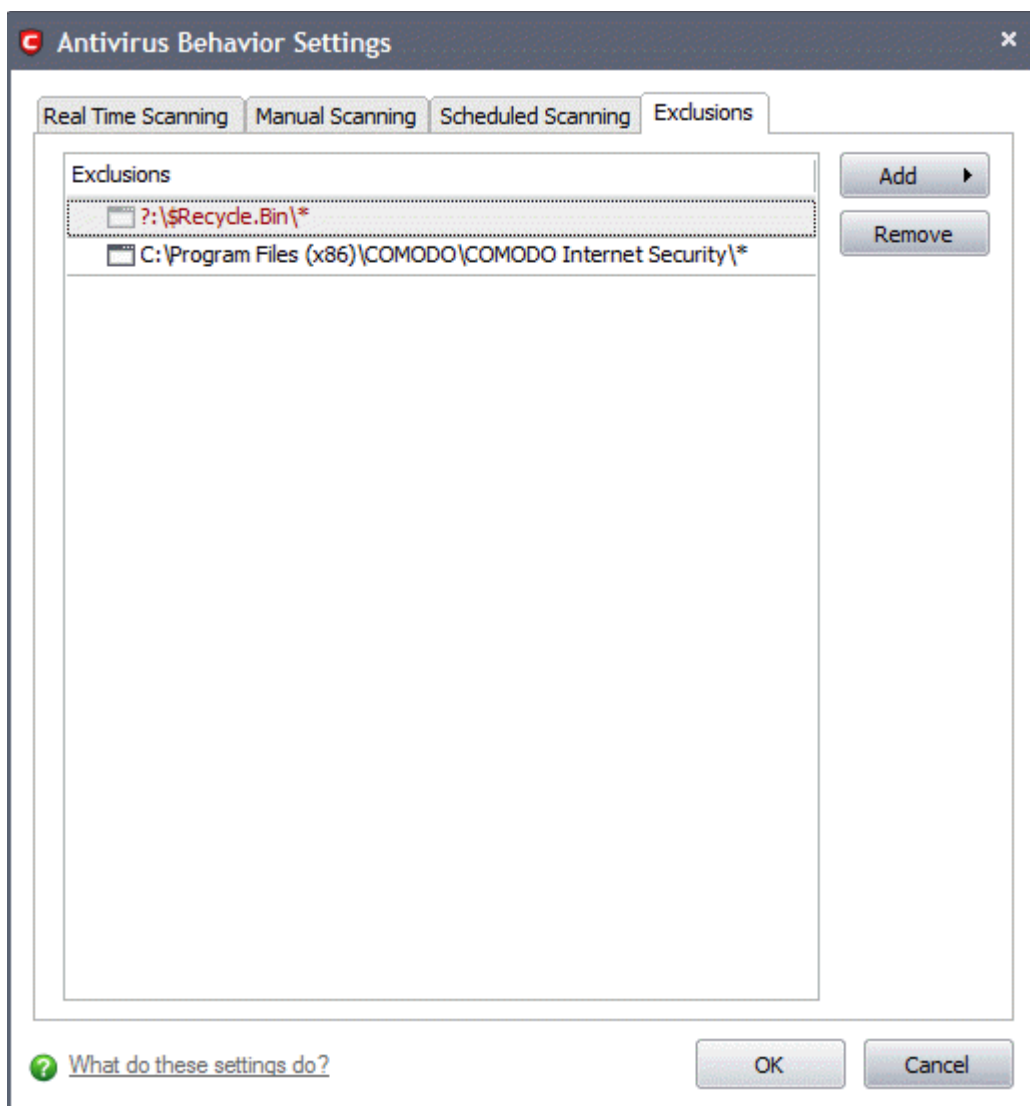 Antivirus Behavior Settings
Real Time Scanning Manual Scanning Scheduled Scanning Exclusions
Exclusions
?:\$Recycle.Bin\*
C:\Program Files (x86)\COMODO\COMODO Internet Security\*
Add
Remove
What do these settings do?
OK Cancel